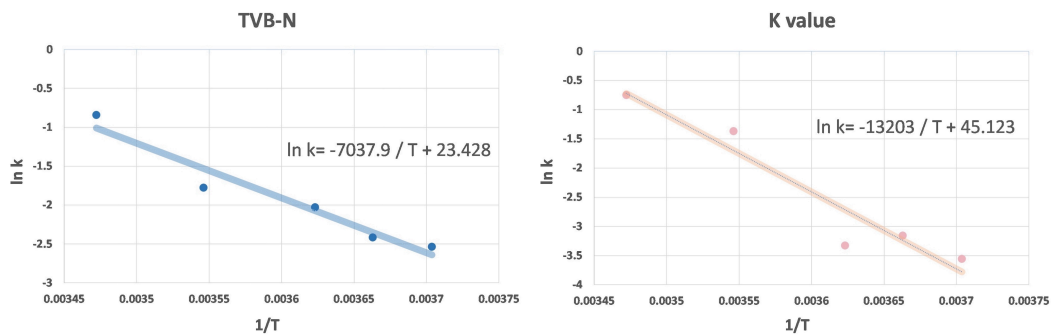 TVB-N
0
-0.5
-1
-1.5
-2
-2.5
-3
ln k
ln k= -7037.9 / T + 23.428
0.00345 0.0035 0.00355 0.0036 0.00365 0.0037 0.00375
1/T
K value
0
-0.5
-1
-1.5
-2
-2.5
-3
-3.5
-4
ln k
ln k= -13203 / T + 45.123
0.00345 0.0035 0.00355 0.0036 0.00365 0.0037 0.00375
1/T